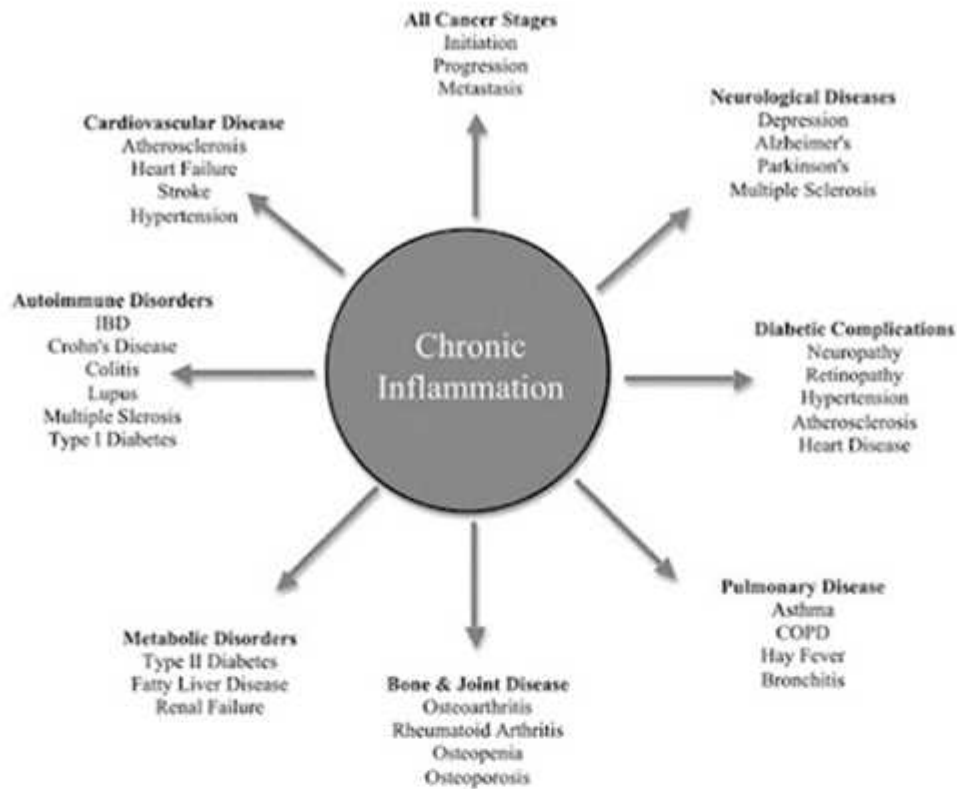 All Cancer Stages
Initiation
Progression
Metastasis
Neurological Diseases
Depression
Alzheimer's
Parkinson's
Multiple Sclerosis
Cardiovascular Disease
Atherosclerosis
Heart Failure
Stroke
Hypertension
Autoimmune Disorders
IBD
Crohn's Disease
Colitis
Lupus
Multiple Slerosis
Type I Diabetes
Chronic
Inflammation
Diabetic Complications
Neuropathy
Retinopathy
Hypertension
Atherosclerosis
Heart Disease
Metabolic Disorders
Type II Diabetes
Fatty Liver Disease
Renal Failure
Bone & Joint Disease
Osteoarthritis
Rheumatoid Arthritis
Osteopenia
Osteoporosis
Pulmonary Disease
Asthma
COPD
Hay Fever
Bronchitis